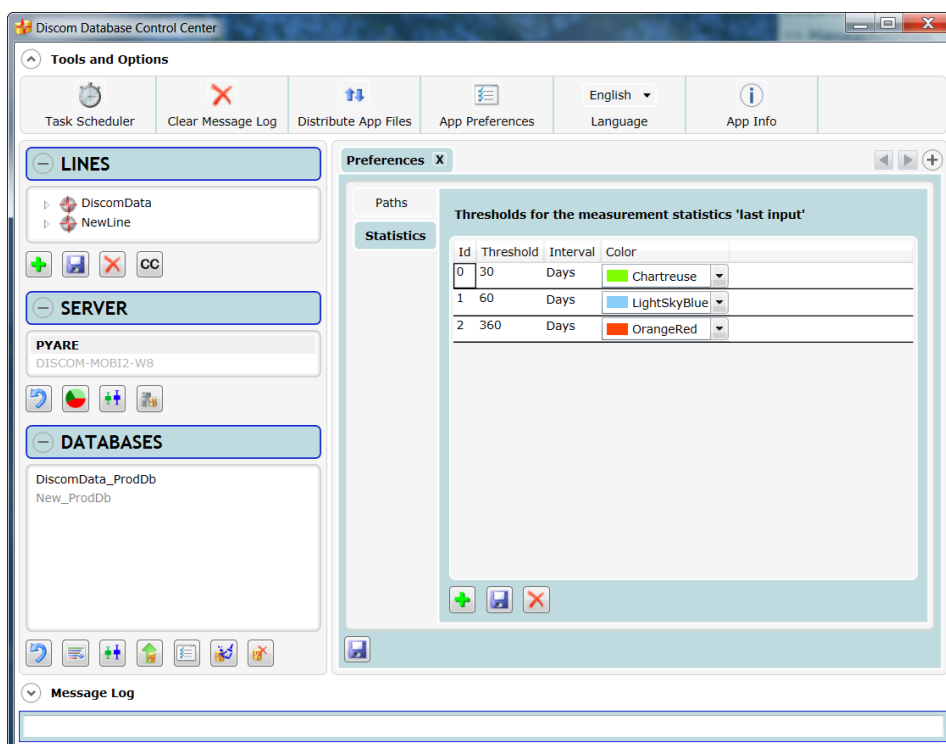 Discom Database Control Center
Tools and Options
Task Scheduler
Clear Message Log
Distribute App Files
App Preferences
English
Language
App Info
LINES
DiscomData
NewLine
CC
SERVER
PYARE
DISCOM-MOBI2-W8
DATABASES
DiscomData_ProdDb
New_ProdDb
Preferences X
Paths
Statistics
Thresholds for the measurement statistics 'last input'
Id Threshold Interval Color
0 30 Days Chartreuse
1 60 Days LightSkyBlue
2 360 Days OrangeRed
Message Log